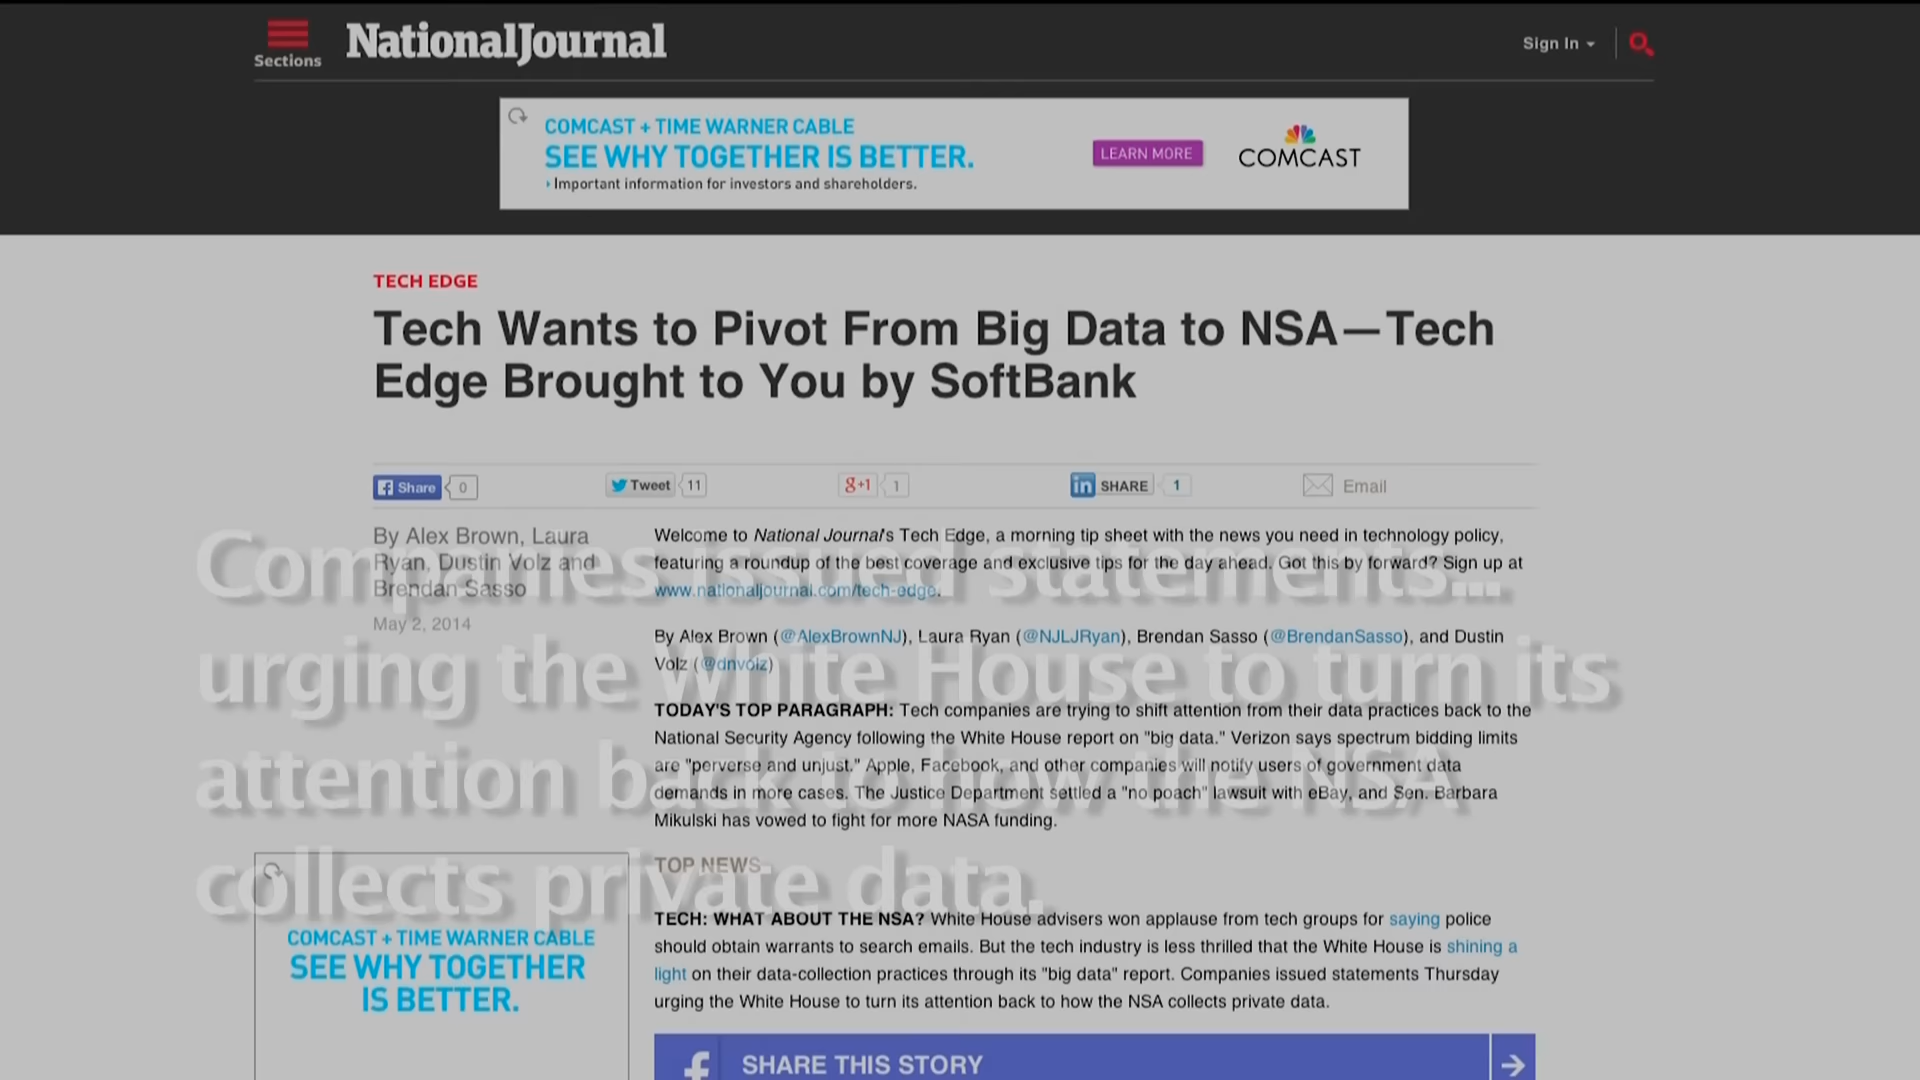 Sections
NationalJournal
Sign In
COMCAST + TIME WARNER CABLE
SEE WHY TOGETHER IS BETTER.
Important information for investors and shareholders.
LEARN MORE
COMCAST
TECH EDGE
Tech Wants to Pivot From Big Data to NSA—Tech
Edge Brought to You by SoftBank
Share 0
Tweet 11
g+1 1
in SHARE 1
Email
By Alex Brown, Laura
Ryan, Dustin Volz and
Brendan Sasso
May 2, 2014
Welcome to National Journal's Tech Edge, a morning tip sheet with the news you need in technology policy,
featuring a roundup of the best coverage and exclusive tips for the day ahead. Got this by forward? Sign up at
www.nationaljournal.com/tech-edge.
By Alex Brown (@AlexBrownNJ), Laura Ryan (@NJLJRyan), Brendan Sasso (@BrendanSasso), and Dustin
Volz (@dnvolz)
TODAY'S TOP PARAGRAPH: Tech companies are trying to shift attention from their data practices back to the
National Security Agency following the White House report on "big data." Verizon says spectrum bidding limits
are "perverse and unjust." Apple, Facebook, and other companies will notify users of government data
demands in more cases. The Justice Department settled a "no poach" lawsuit with eBay, and Sen. Barbara
Mikulski has vowed to fight for more NASA funding.
TOP NEWS
TECH: WHAT ABOUT THE NSA? White House advisers won applause from tech groups for saying police
should obtain warrants to search emails. But the tech industry is less thrilled that the White House is shining a
light on their data-collection practices through its "big data" report. Companies issued statements Thursday
urging the White House to turn its attention back to how the NSA collects private data.
SHARE THIS STORY
COMCAST + TIME WARNER CABLE
SEE WHY TOGETHER
IS BETTER.
Companies issued statements...
urging the White House to turn its
attention back to how the NSA
collects private data.